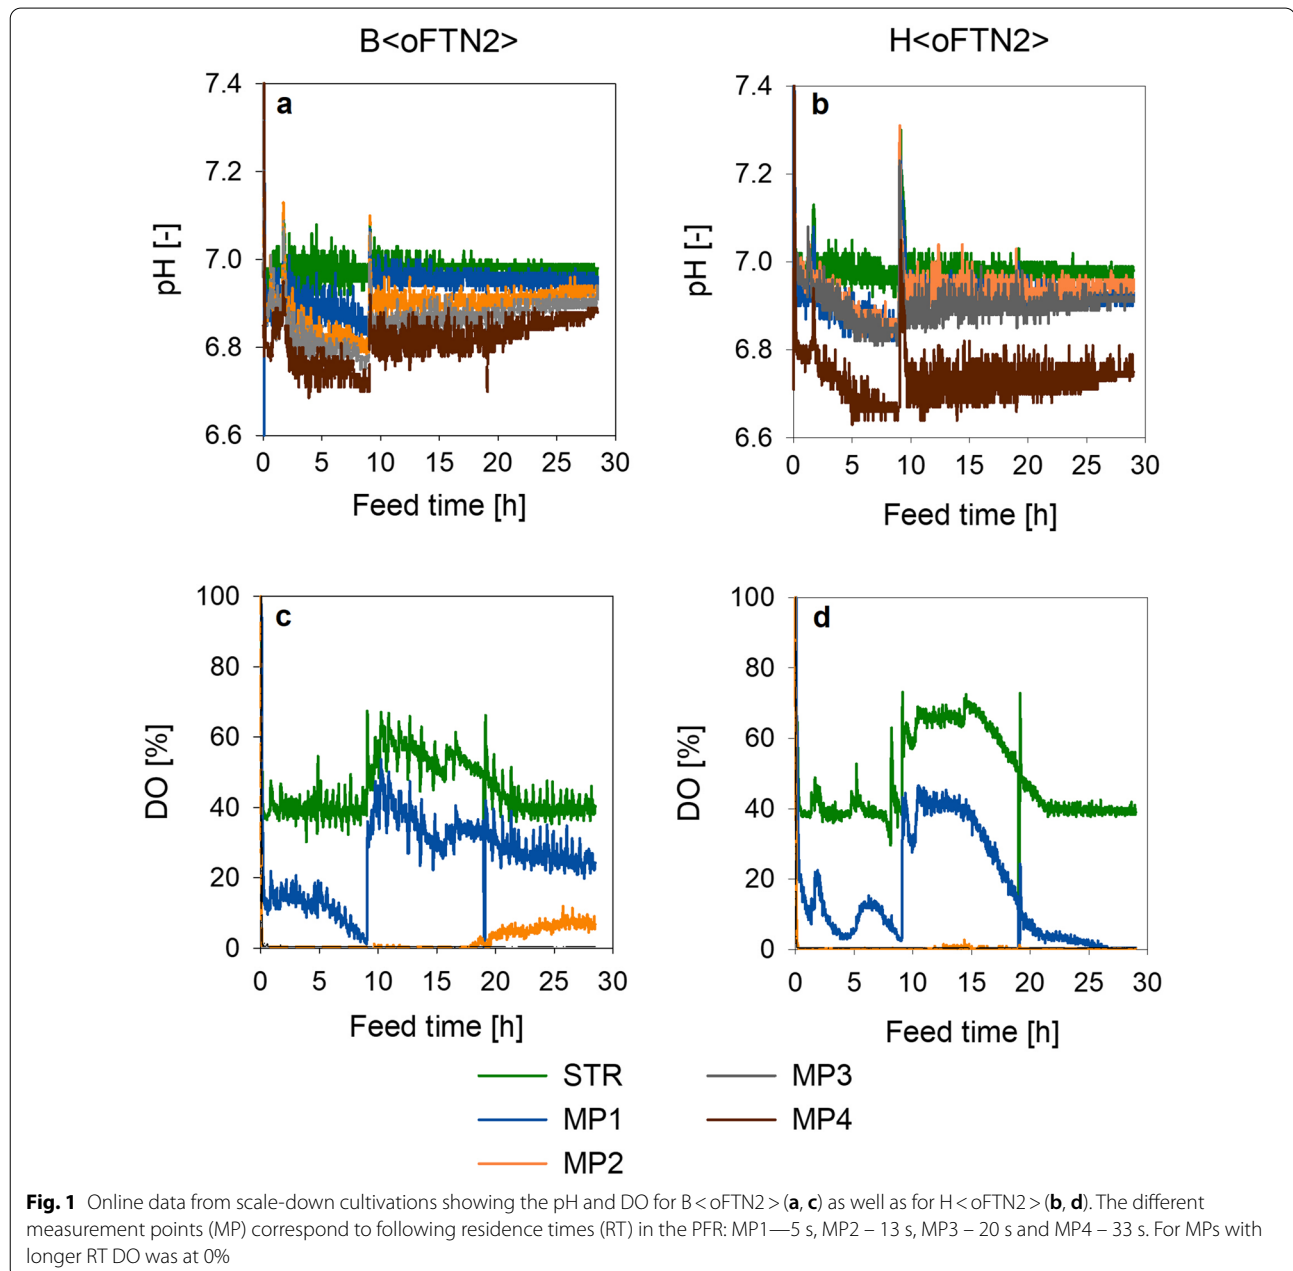 B<oFTN2> H<oFTN2>
a
7.4
7.2
7.0
6.8
6.6
pH [-]
0 5 10 15 20 25 30
Feed time [h]
b
7.4
7.2
7.0
6.8
6.6
pH [-]
0 5 10 15 20 25 30
Feed time [h]
c
100
80
60
40
20
0
DO [%]
0 5 10 15 20 25 30
Feed time [h]
d
100
80
60
40
20
0
DO [%]
0 5 10 15 20 25 30
Feed time [h]
STR MP3
MP1 MP4
MP2
Fig. 1 Online data from scale-down cultivations showing the pH and DO for B<oFTN2> (a, c) as well as for H<oFTN2> (b, d). The different
measurement points (MP) correspond to following residence times (RT) in the PFR: MP1—5 s, MP2 – 13 s, MP3 – 20 s and MP4 – 33 s. For MPs with
longer RT DO was at 0%